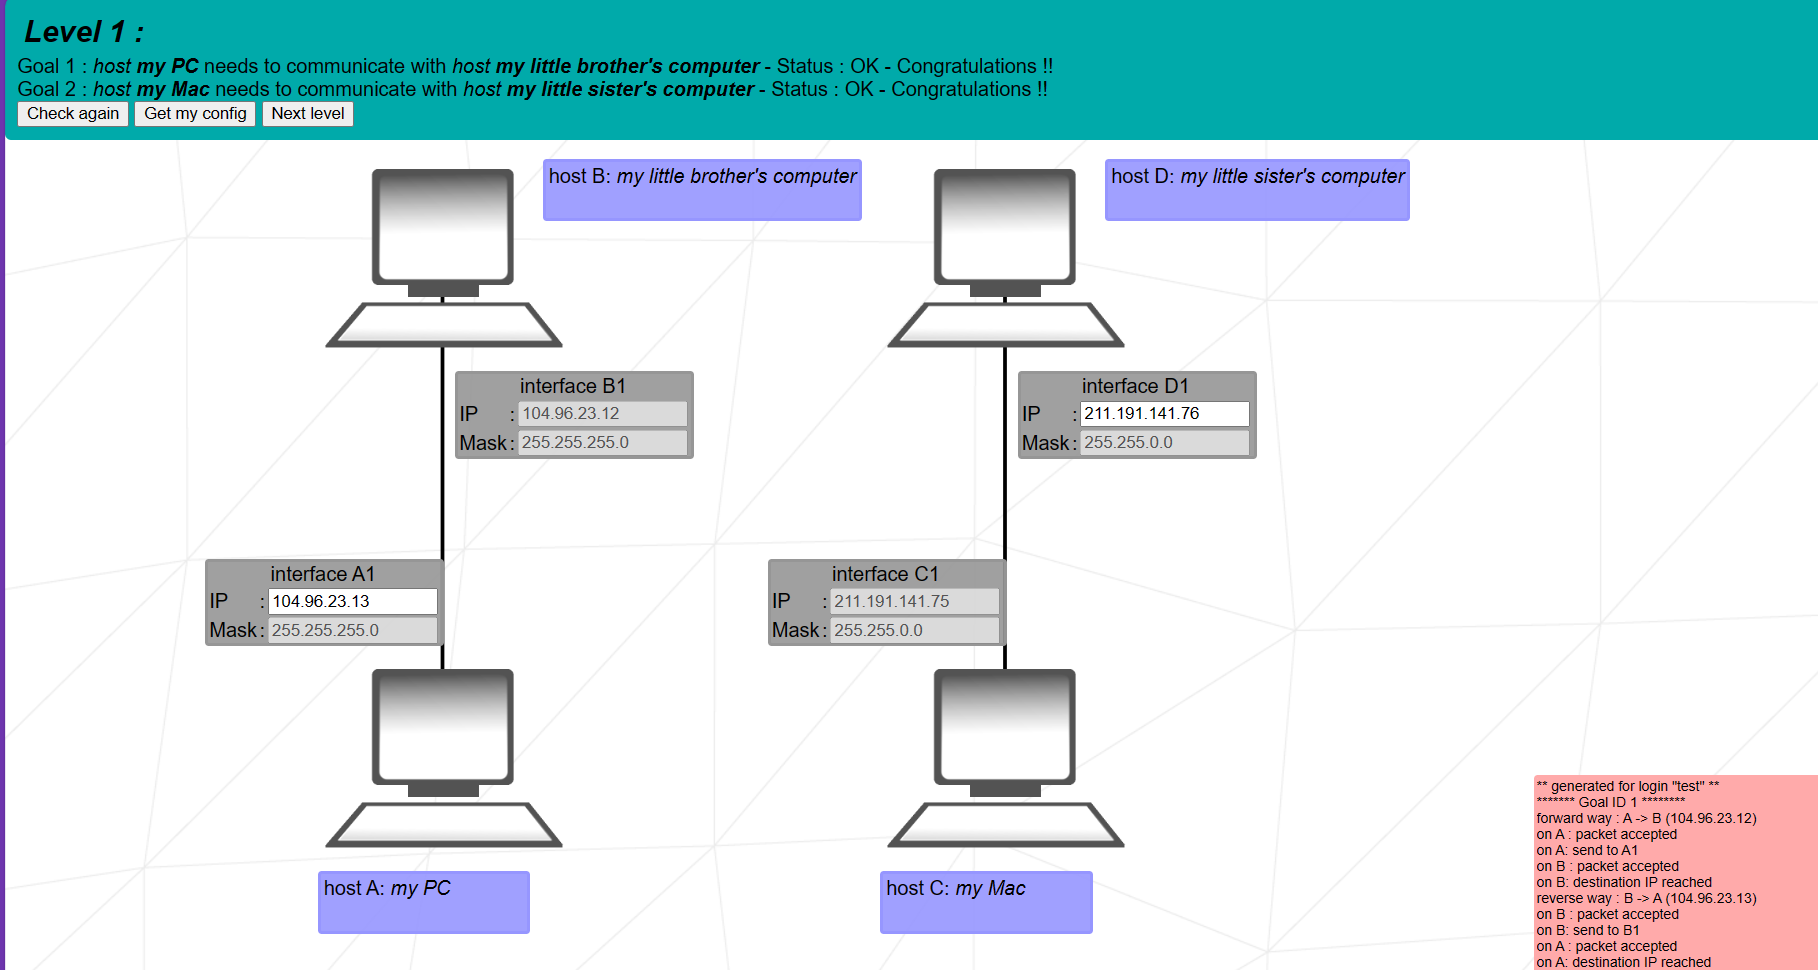 Level 1 :
Goal 1 : host my PC needs to communicate with host my little brother's computer - Status : OK - Congratulations !!
Goal 2 : host my Mac needs to communicate with host my little sister's computer - Status : OK - Congratulations !!
Check again Get my config Next level
host B: my little brother's computer
host D: my little sister's computer
interface B1
IP : 104.96.23.12
Mask : 255.255.255.0
interface D1
IP : 211.191.141.76
Mask : 255.255.0.0
interface A1
IP : 104.96.23.13
Mask : 255.255.255.0
interface C1
IP : 211.191.141.75
Mask : 255.255.0.0
host A: my PC
host C: my Mac
** generated for login "test" **
******* Goal ID 1 ********
forward way : A -> B (104.96.23.12)
on A : packet accepted
on A: send to A1
on B : packet accepted
on B: destination IP reached
reverse way : B -> A (104.96.23.13)
on B : packet accepted
on B: send to B1
on A : packet accepted
on A: destination IP reached